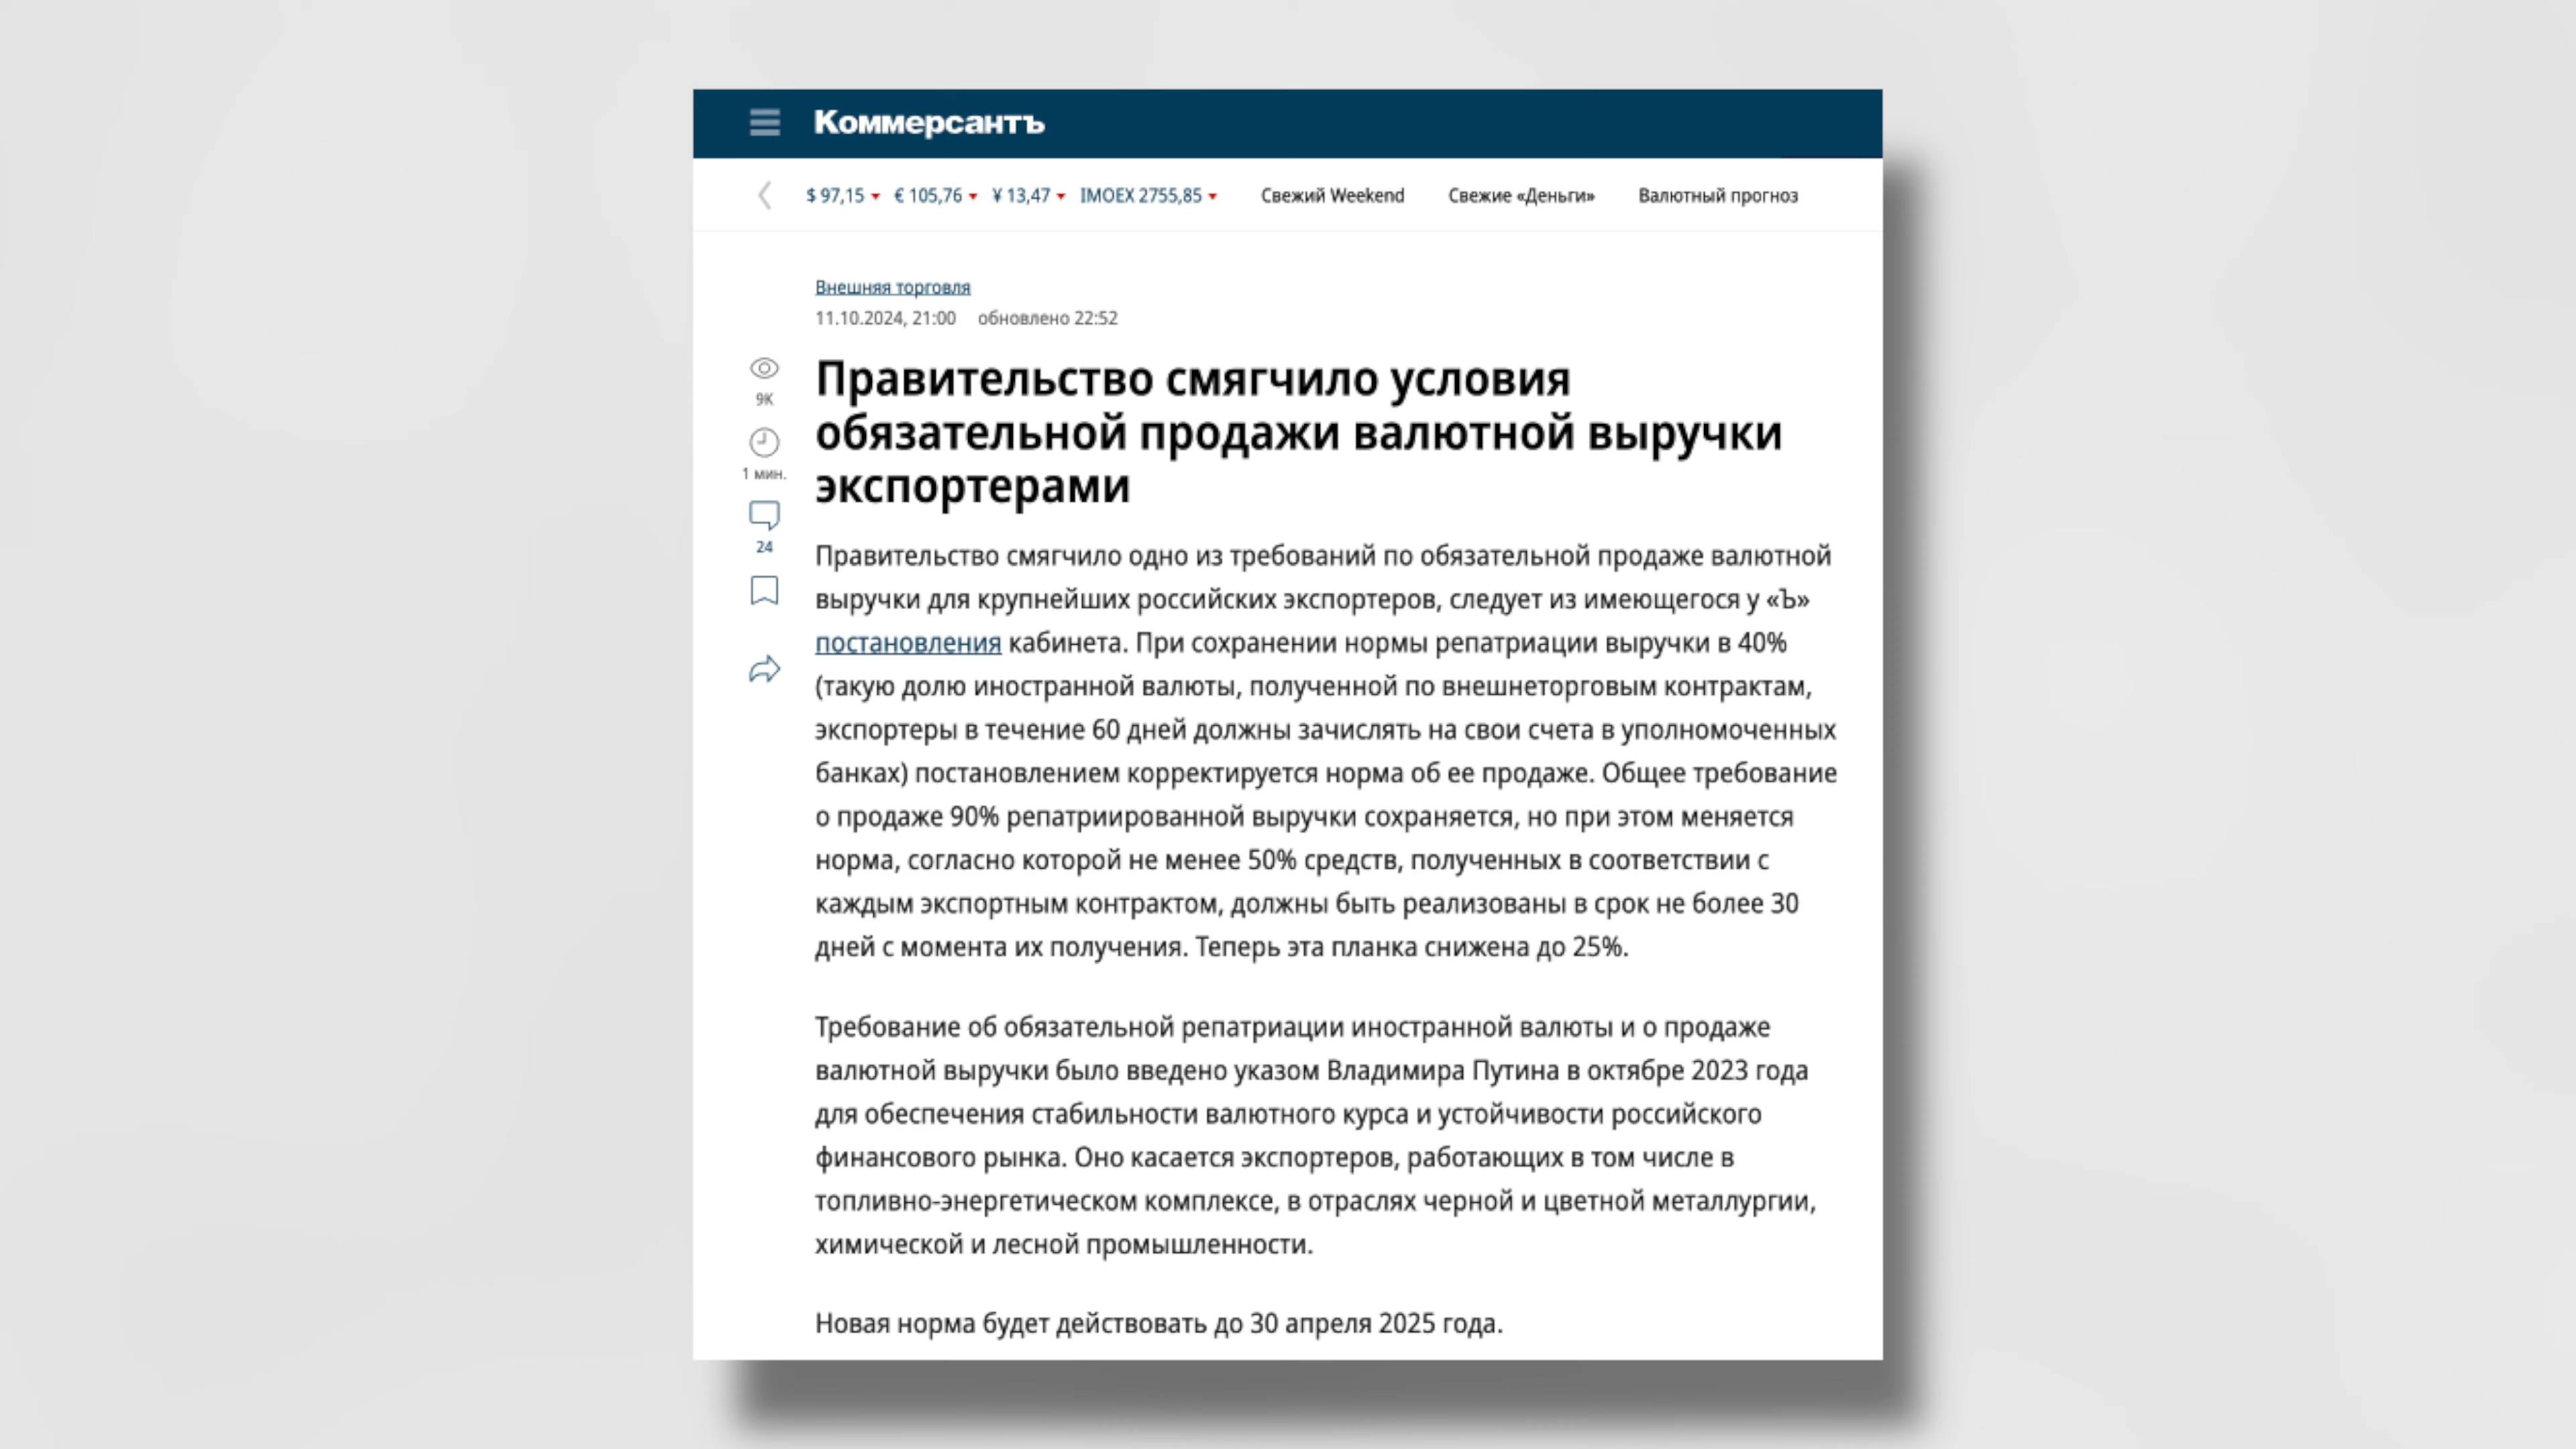 Коммерсантъ
$ 97,15 € 105,76 ¥ 13,47 IMOEX 2755,85 Свежий Weekend Свежие «Деньги» Валютный прогноз
Внешняя торговля
11.10.2024, 21:00 обновлено 22:52
9K
1 мин.
24
Правительство смягчило условия
обязательной продажи валютной выручки
экспортерами
Правительство смягчило одно из требований по обязательной продаже валютной
выручки для крупнейших российских экспортеров, следует из имеющегося у «Ъ»
постановления кабинета. При сохранении нормы репатриации выручки в 40%
(такую долю иностранной валюты, полученной по внешнеторговым контрактам,
экспортеры в течение 60 дней должны зачислять на свои счета в уполномоченных
банках) постановлением корректируется норма об ее продаже. Общее требование
о продаже 90% репатриированной выручки сохраняется, но при этом меняется
норма, согласно которой не менее 50% средств, полученных в соответствии с
каждым экспортным контрактом, должны быть реализованы в срок не более 30
дней с момента их получения. Теперь эта планка снижена до 25%.
Требование об обязательной репатриации иностранной валюты и о продаже
валютной выручки было введено указом Владимира Путина в октябре 2023 года
для обеспечения стабильности валютного курса и устойчивости российского
финансового рынка. Оно касается экспортеров, работающих в том числе в
топливно-энергетическом комплексе, в отраслях черной и цветной металлургии,
химической и лесной промышленности.
Новая норма будет действовать до 30 апреля 2025 года.